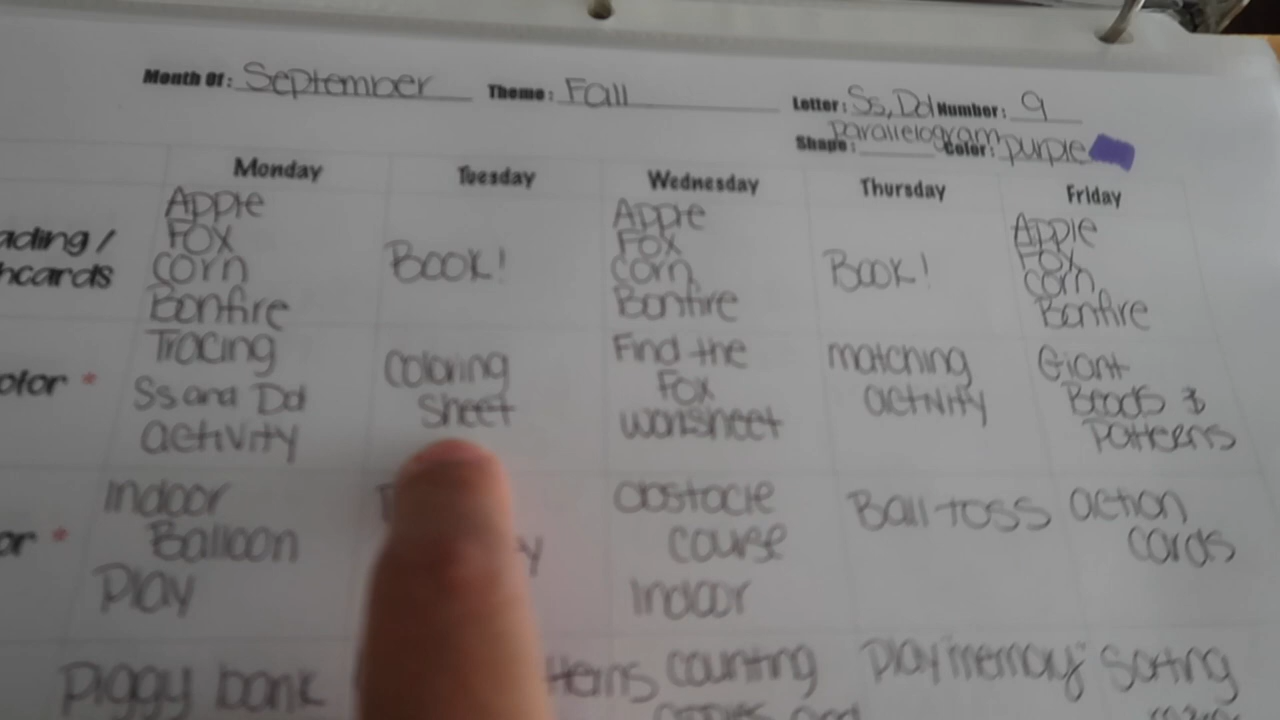 Month Of: September Theme: Fall Letter: Ss, Dd Number: 9
Shape: parallelogram Color: purple
Monday Tuesday Wednesday Thursday Friday
Apple
Fox
corn
Bonfire
Book!
Apple
Fox
corn
Bonfire
Book!
Apple
Fox
corn
Bonfire
Tracing
Ss and Dd
activity
coloring
sheet
Find the
Fox
worksheet
matching
activity
Giant
Beads &
Patterns
Indoor
Balloon
Play
obstacle
course
Indoor
Ball toss
action
cards
Piggy bank
counting
Play memory
Sorting